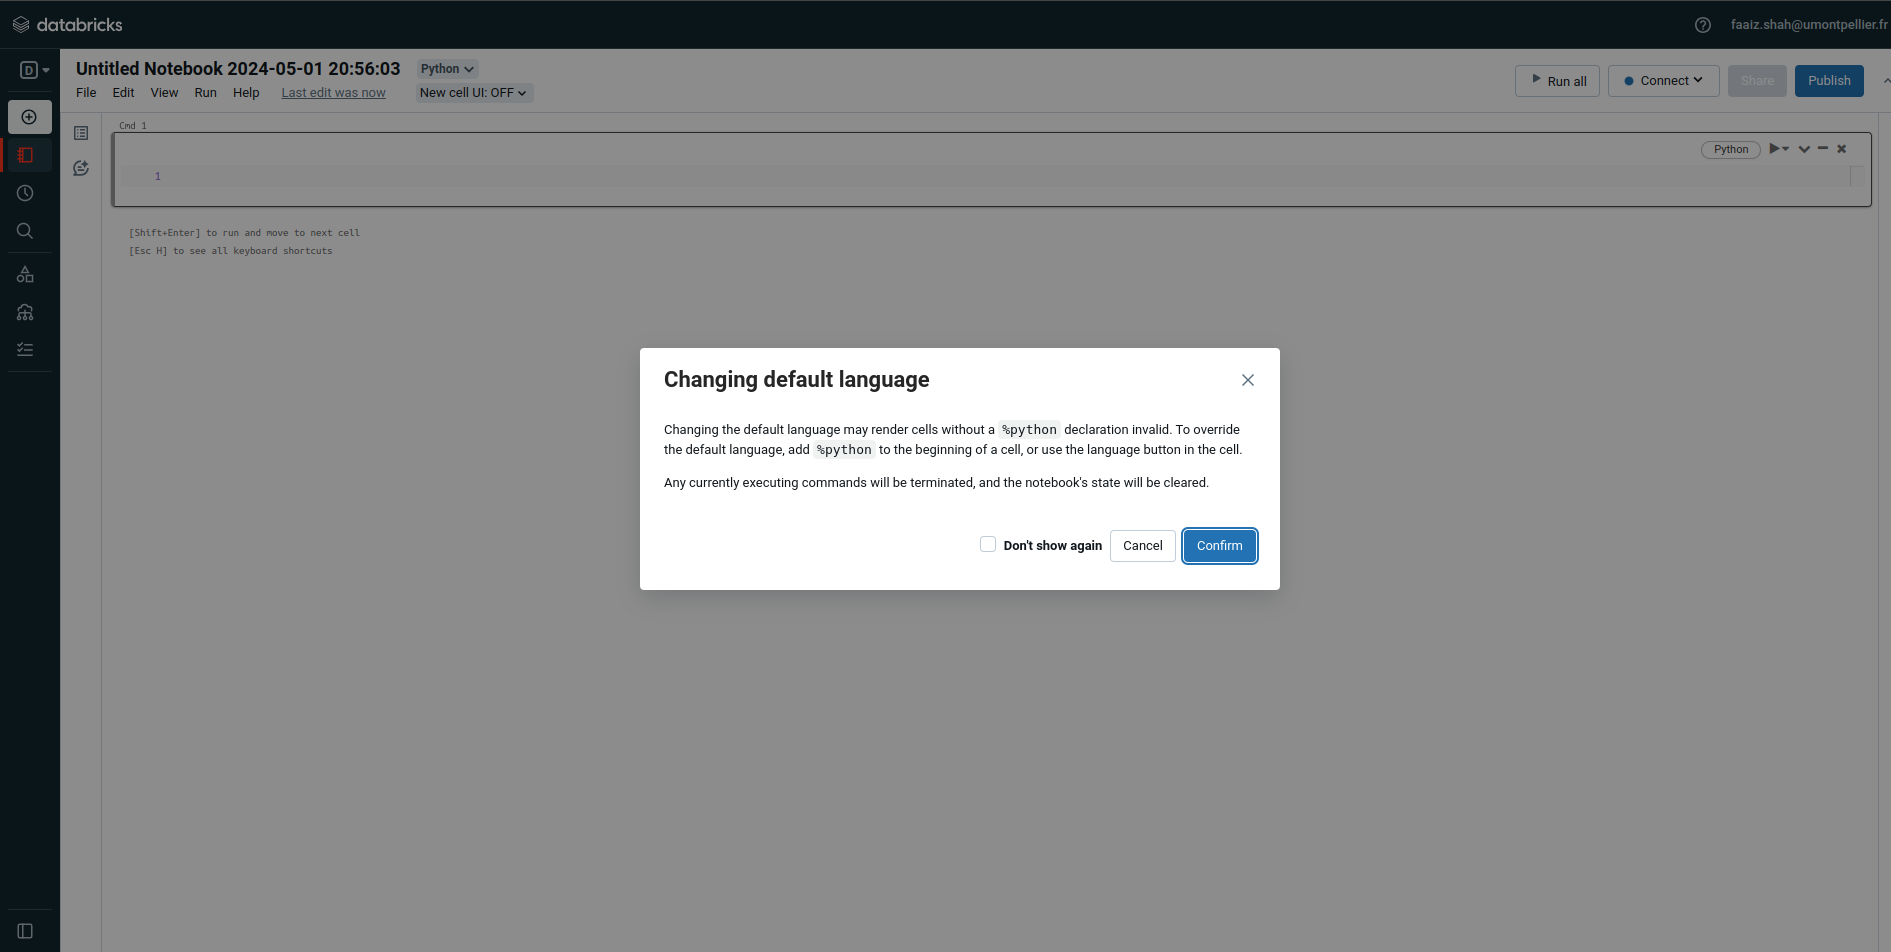 databricks
faaiz.shah@umontpellier.fr
D
Untitled Notebook 2024-05-01 20:56:03
Python
File Edit View Run Help Last edit was now New cell UI: OFF
Run all
Connect
Share
Publish
Cmd 1
Python
1
[Shift+Enter] to run and move to next cell
[Esc H] to see all keyboard shortcuts
Changing default language
Changing the default language may render cells without a %python declaration invalid. To override
the default language, add %python to the beginning of a cell, or use the language button in the cell.
Any currently executing commands will be terminated, and the notebook's state will be cleared.
Don't show again
Cancel
Confirm